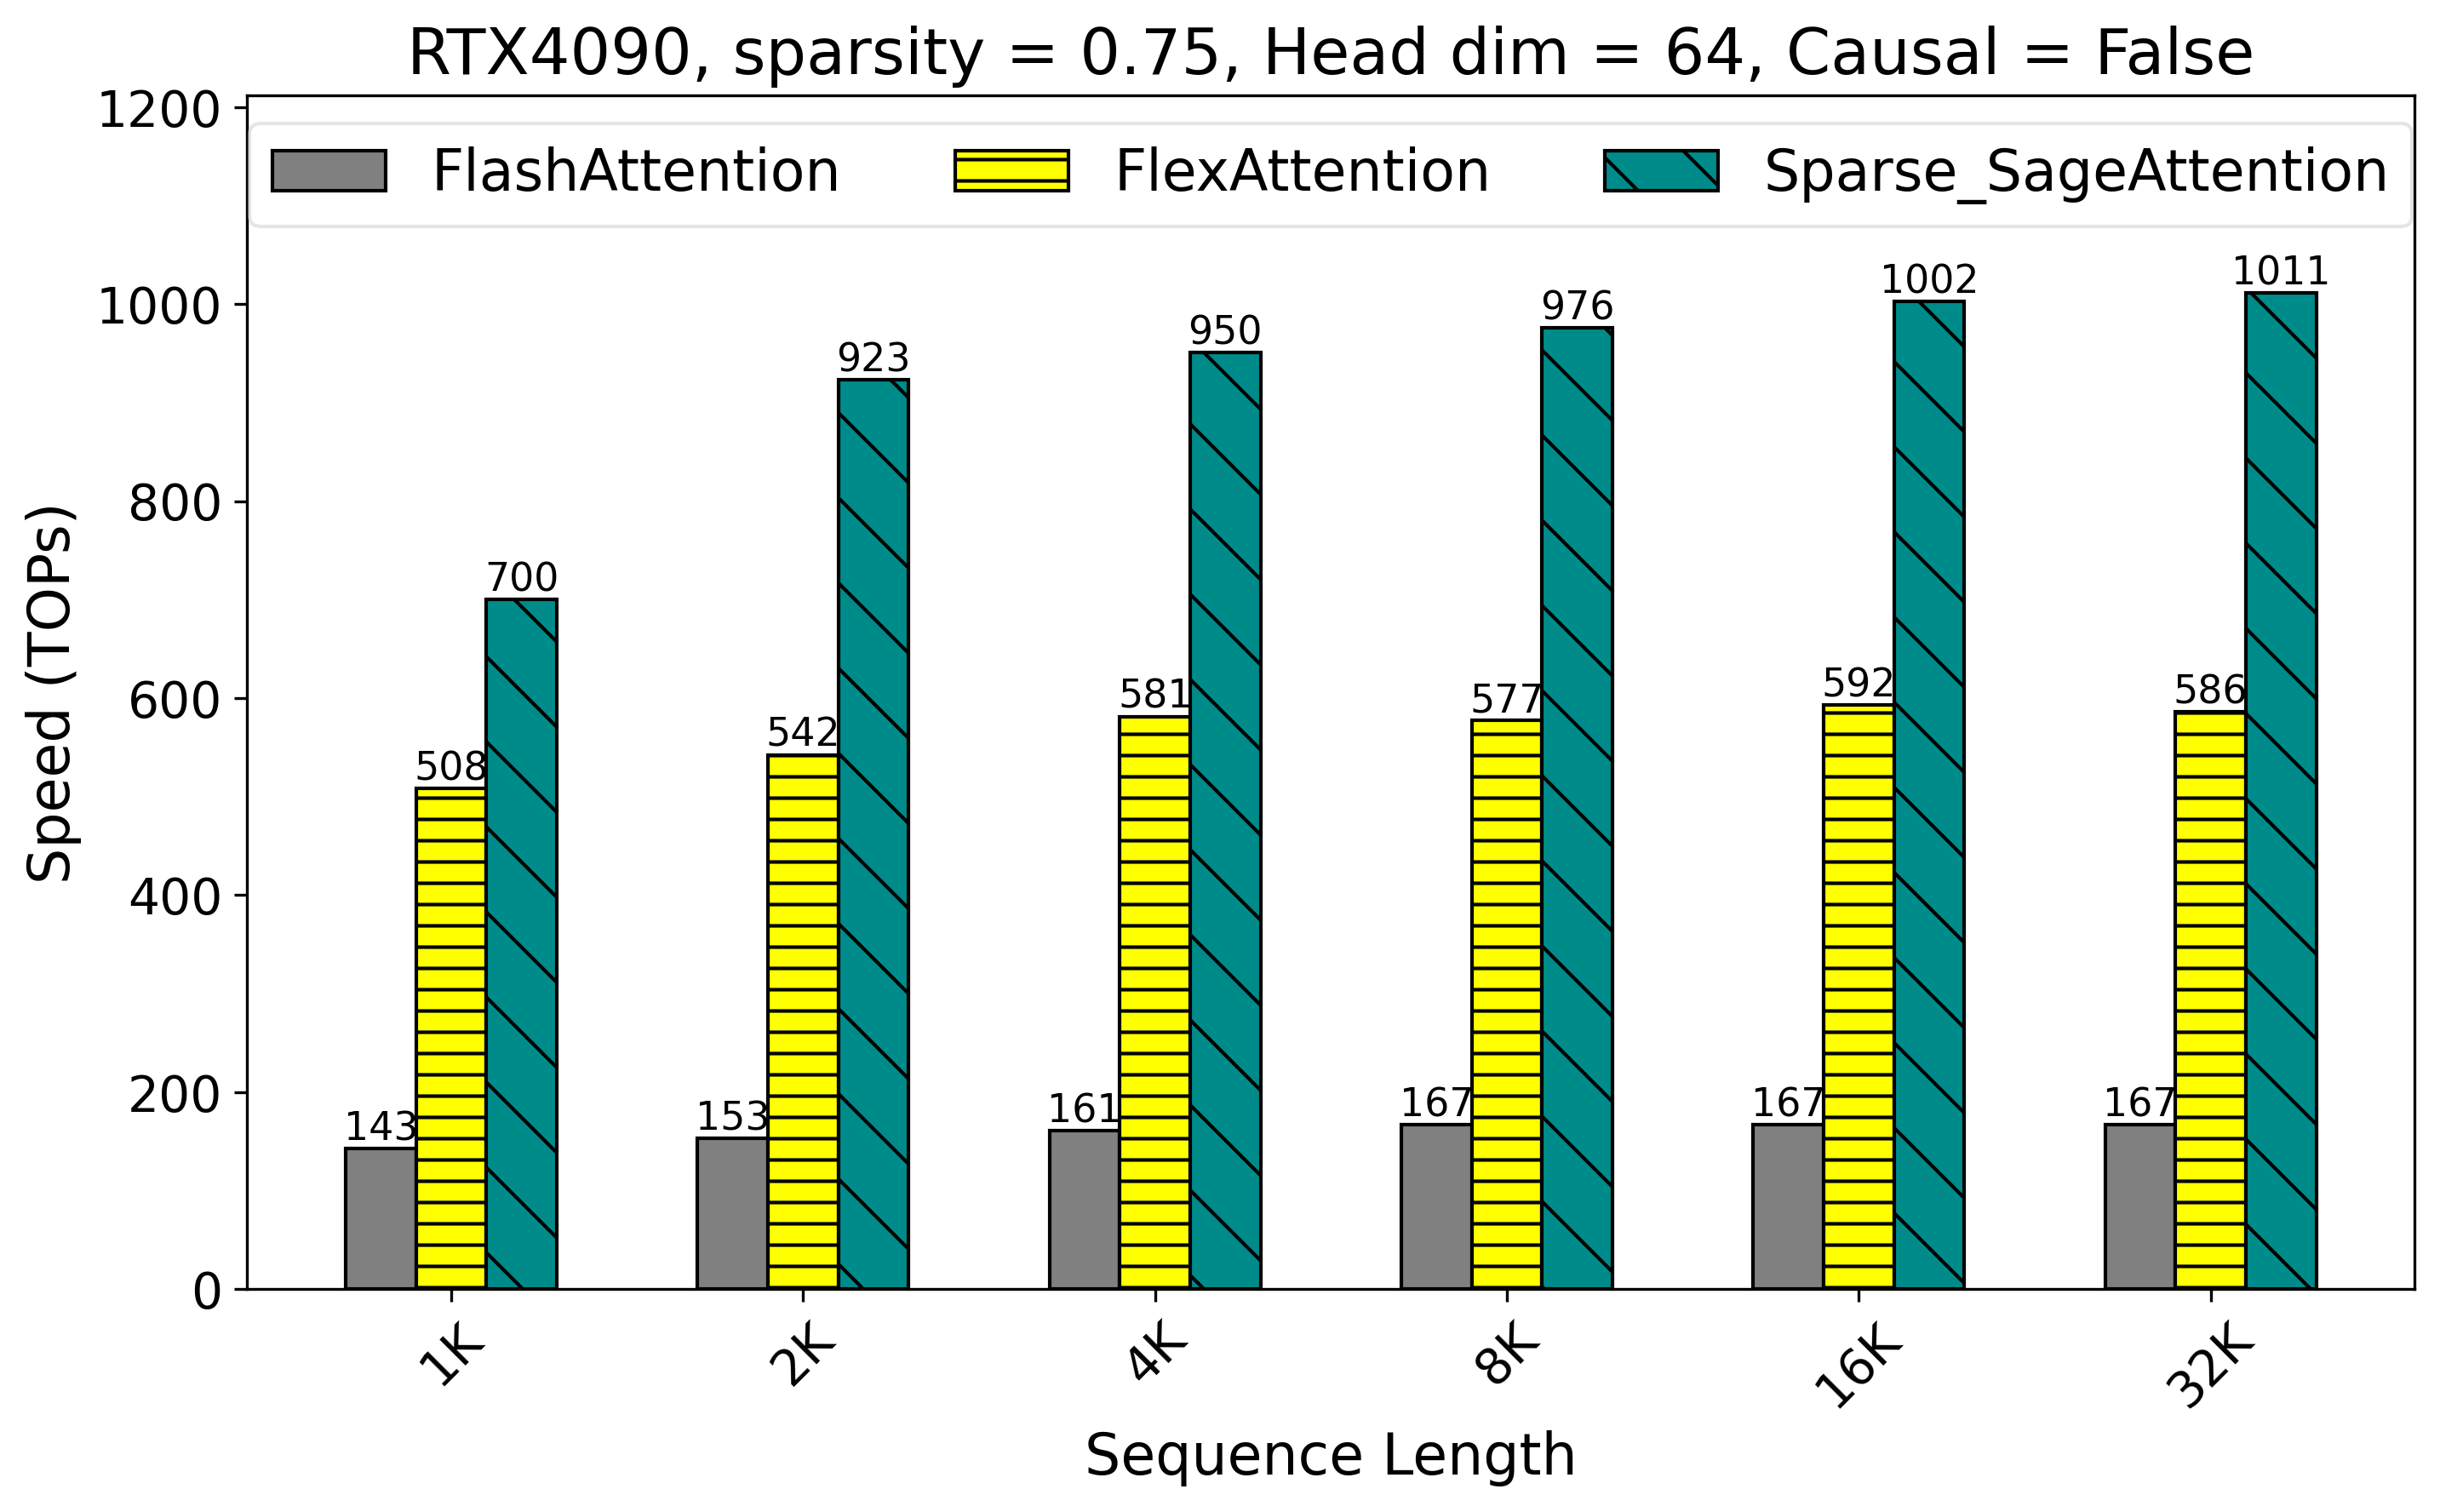 RTX4090, sparsity = 0.75, Head dim = 64, Causal = False
FlashAttention FlexAttention Sparse_SageAttention
Speed (TOPs)
1200
1000
800
600
400
200
0
143 508 700
153 542 923
161 581 950
167 577 976
167 592 1002
167 586 1011
1K 2K 4K 8K 16K 32K
Sequence Length